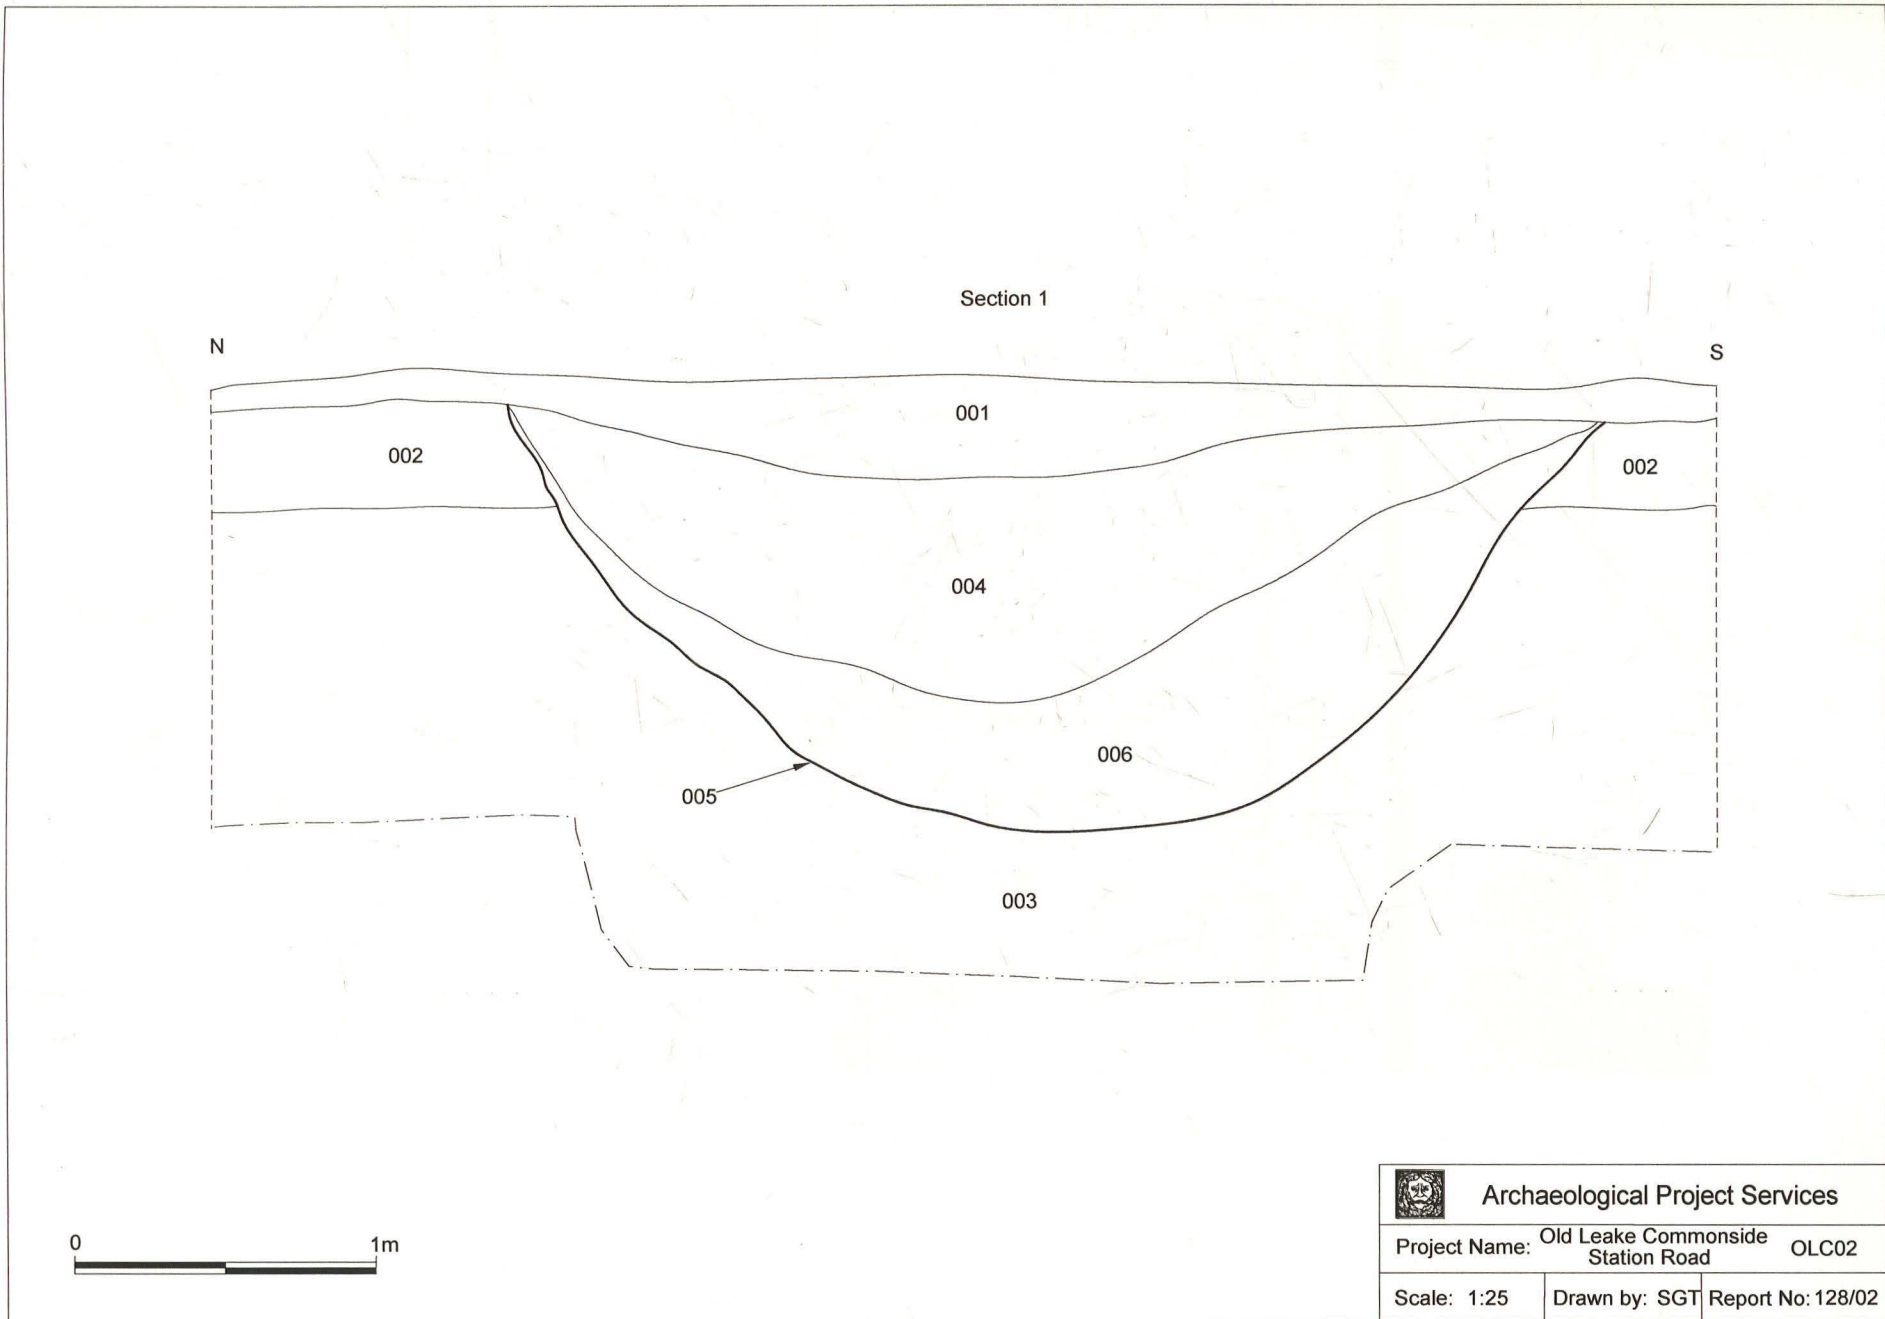 Section 1
N
S
001
002
002
004
006
005
003
0 1m
Archaeological Project Services
Project Name: Old Leake Commonside Station Road OLC02
Scale: 1:25 Drawn by: SGT Report No: 128/02